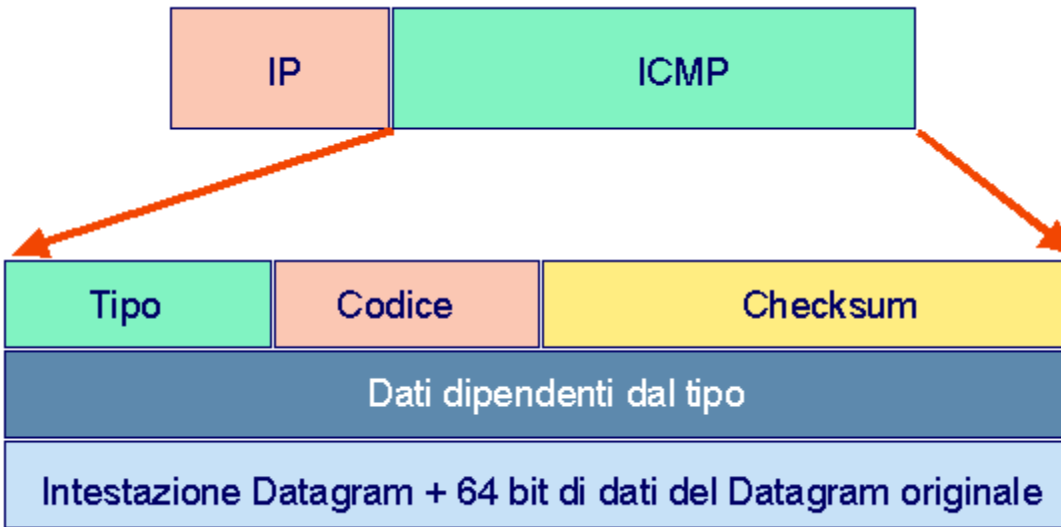 IP ICMP
Tipo Codice Checksum
Dati dipendenti dal tipo
Intestazione Datagram + 64 bit di dati del Datagram originale